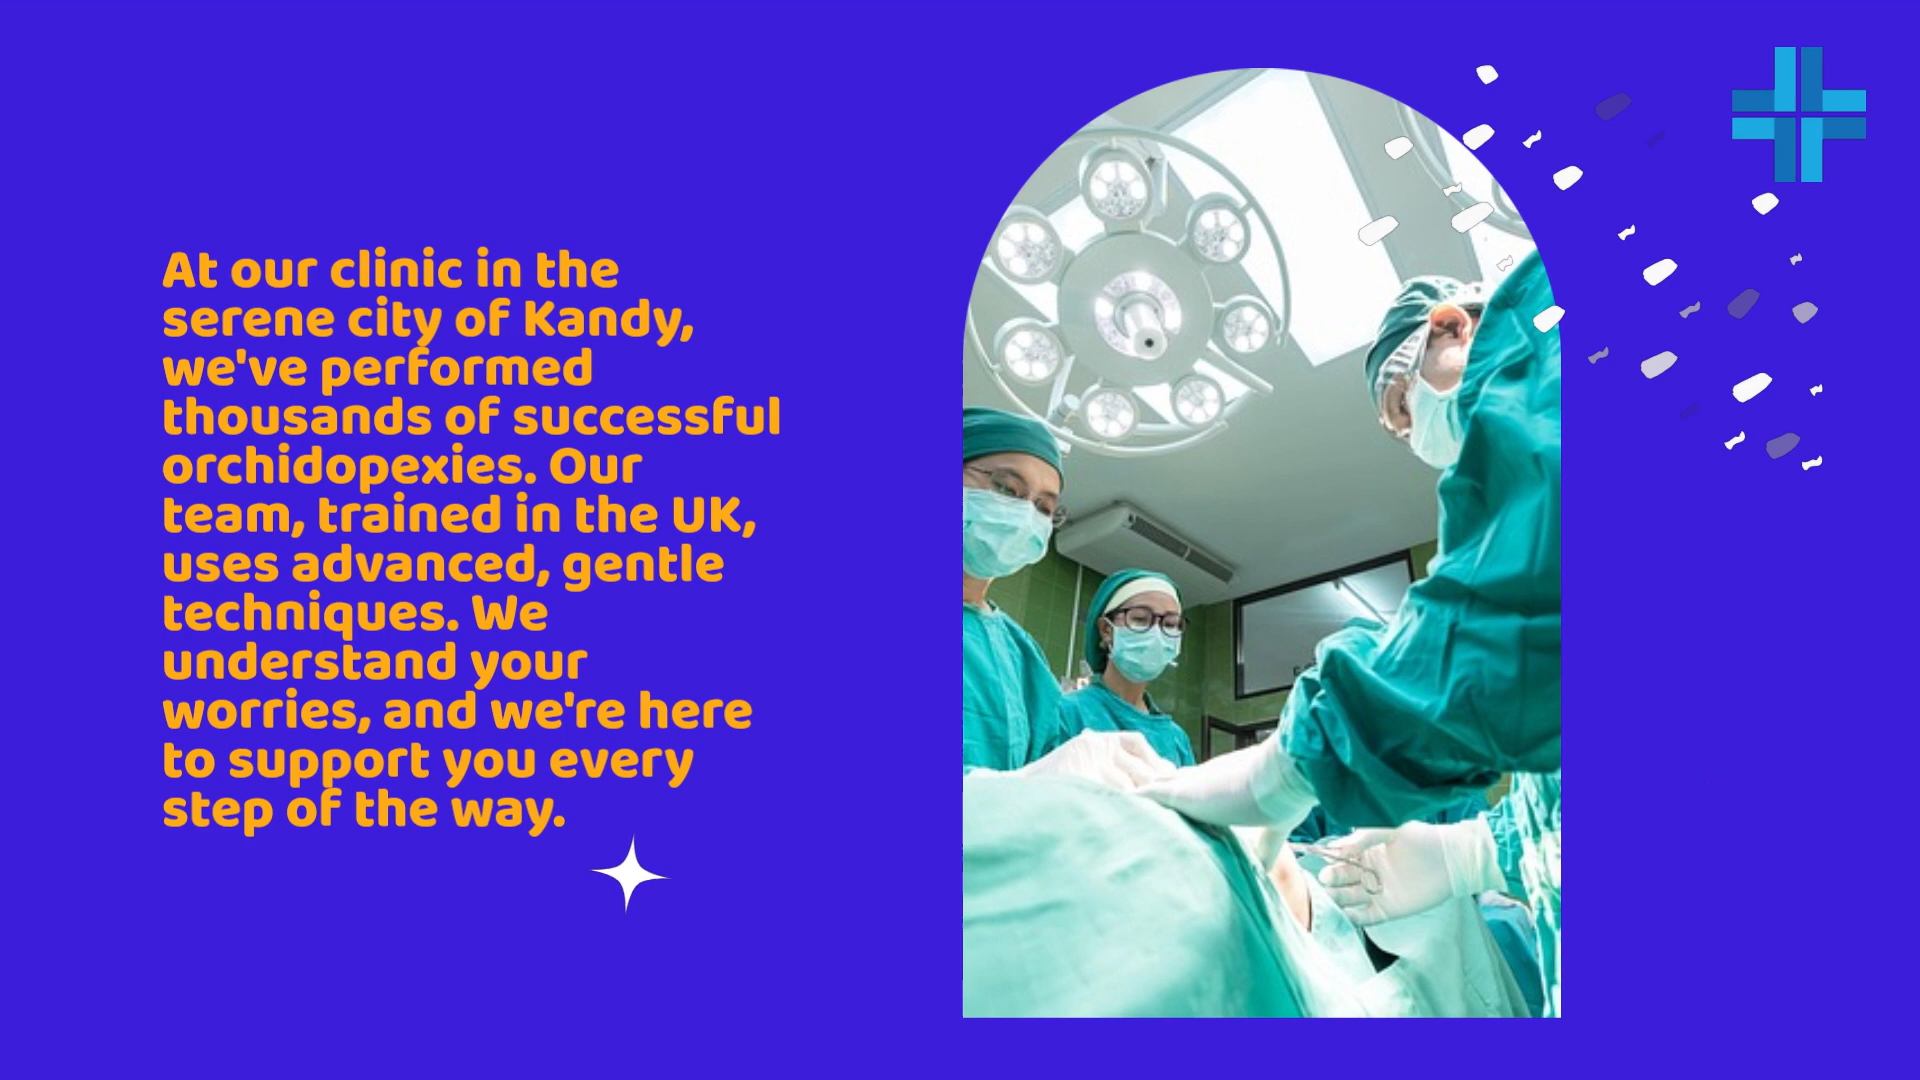 At our clinic in the
serene city of Kandy,
we've performed
thousands of successful
orchidopexies. Our
team, trained in the UK,
uses advanced, gentle
techniques. We
understand your
worries, and we're here
to support you every
step of the way.